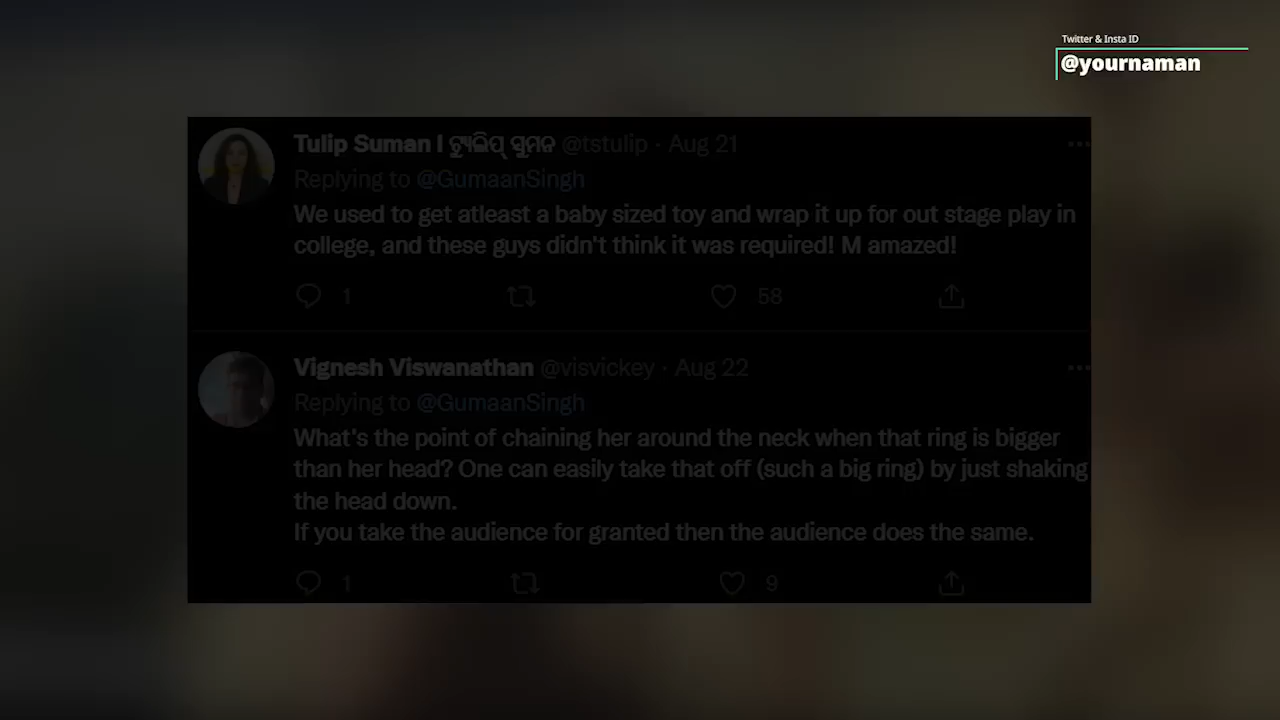 Twitter & Insta ID
@yournaman
Tulip Suman I ଟ୍ୟୁଲିପ୍ ସୁମନ @tstulip · Aug 21
Replying to @GumaanSingh
We used to get atleast a baby sized toy and wrap it up for out stage play in
college, and these guys didn't think it was required! M amazed!
1 58
Vignesh Viswanathan @visvickey · Aug 22
Replying to @GumaanSingh
What's the point of chaining her around the neck when that ring is bigger
than her head? One can easily take that off (such a big ring) by just shaking
the head down.
If you take the audience for granted then the audience does the same.
1 9